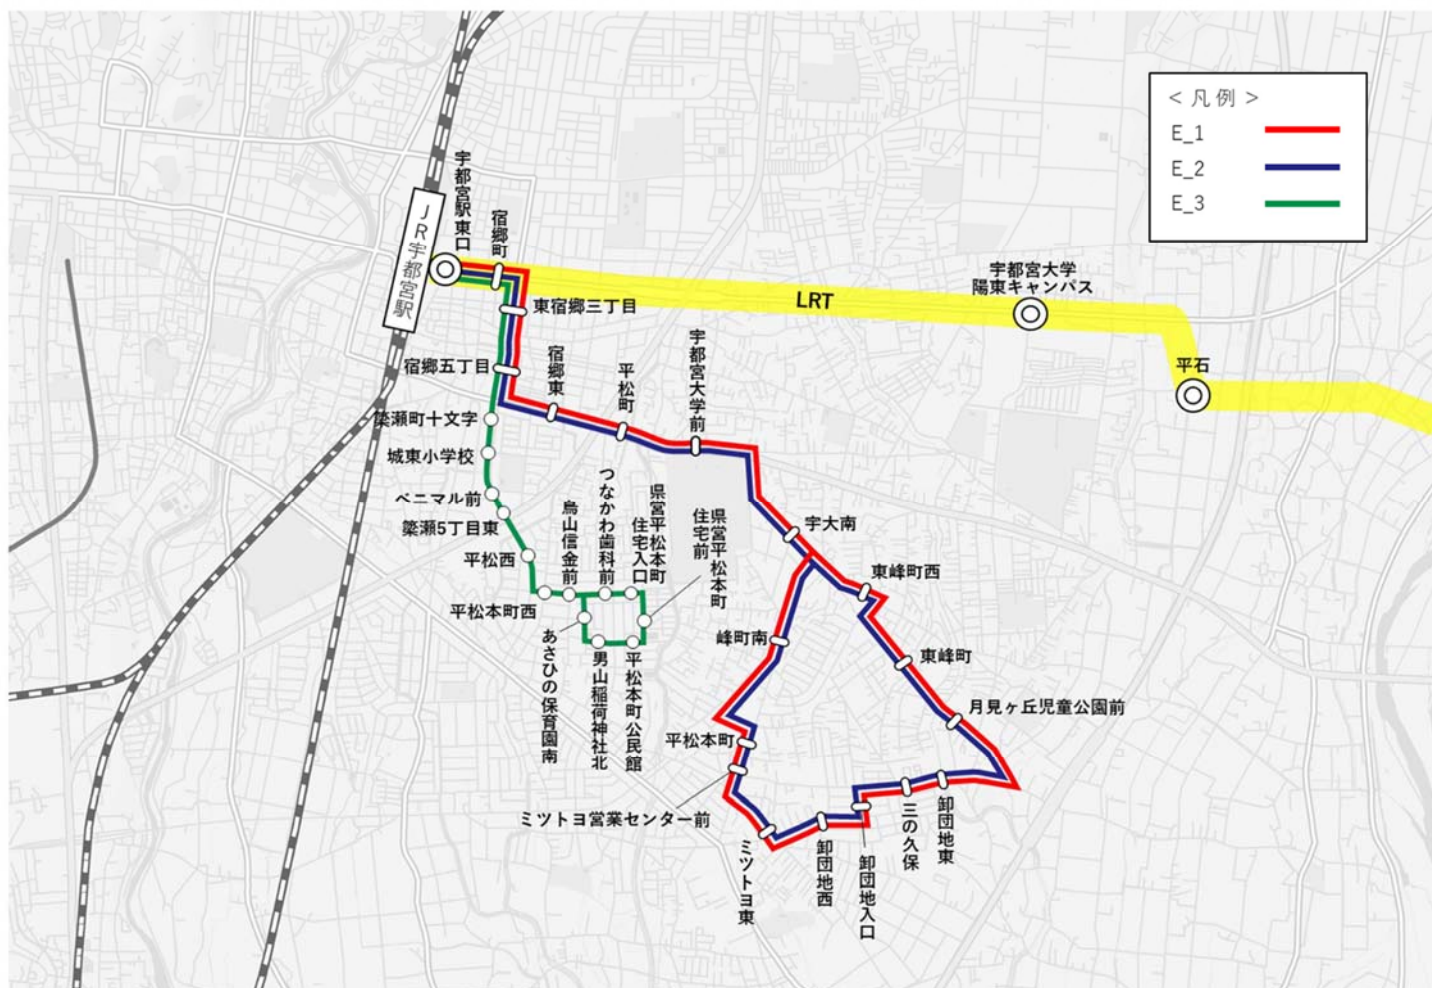 <凡例>
E_1
E_2
E_3
宇都宮駅東口
宿郷町
JR宇都宮駅
東宿郷三丁目
宿郷五丁目
宿郷東
平松町
宇都宮大学前
LRT
宇都宮大学
陽東キャンパス
平石
簗瀬町十文字
城東小学校
ベニマル前
簗瀬5丁目東
平松西
平松本町西
烏山信金前
つなかわ歯科前
県営平松本町
住宅入口
県営平松本町
住宅前
あさひの保育園南
男山稲荷神社北
平松本町公民館
宇大南
東峰町西
峰町南
東峰町
月見ヶ丘児童公園前
平松本町
ミツトヨ営業センター前
ミツトヨ東
卸団地西
卸団地入口
三の久保
卸団地東